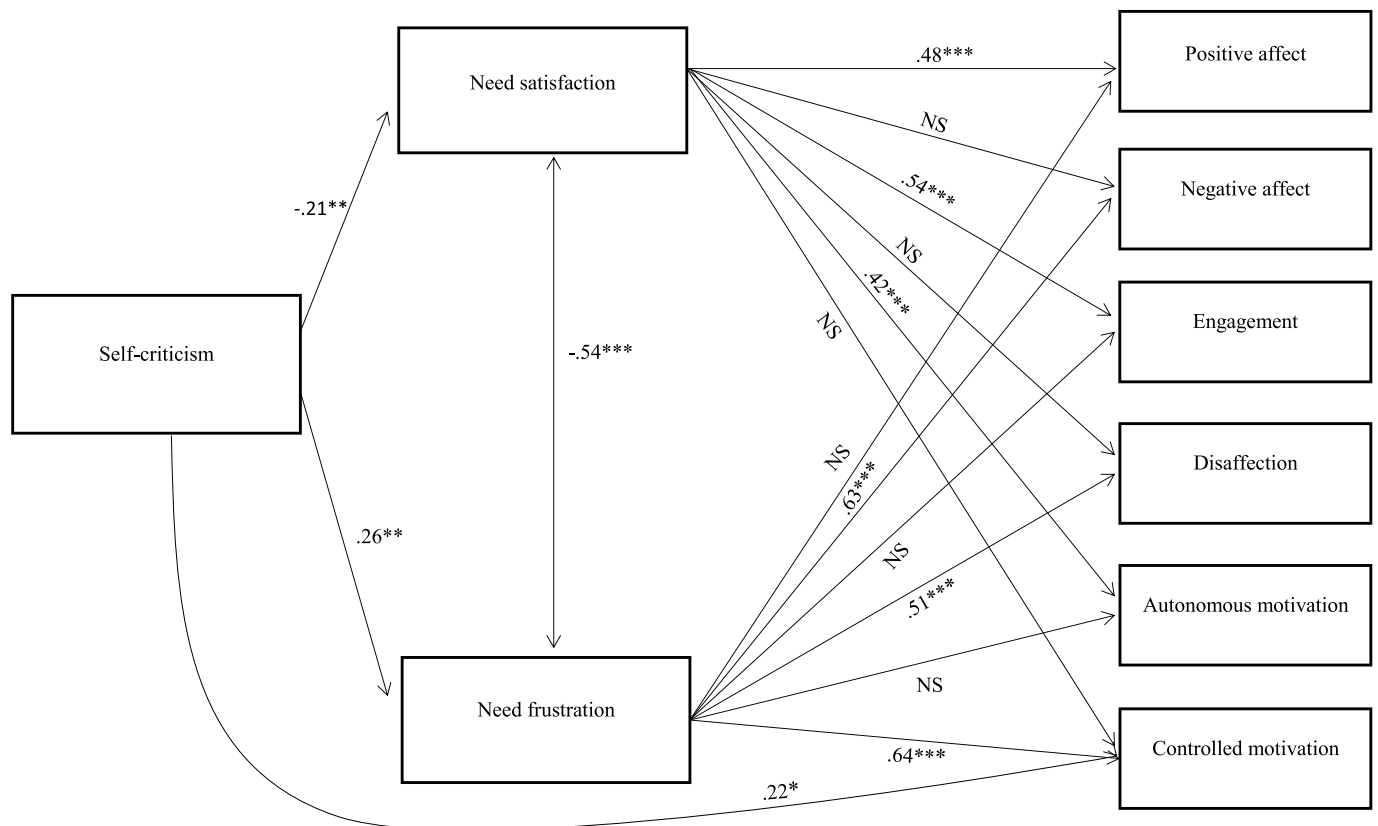 Positive affect
.48***
Need satisfaction
NS
Negative affect
.54***
-.21**
NS
.42***
Engagement
NS
Self-criticism
-.54***
NS
Disaffection
.63***
.26**
NS
.51***
Autonomous motivation
NS
Need frustration
Controlled motivation
.64***
.22*